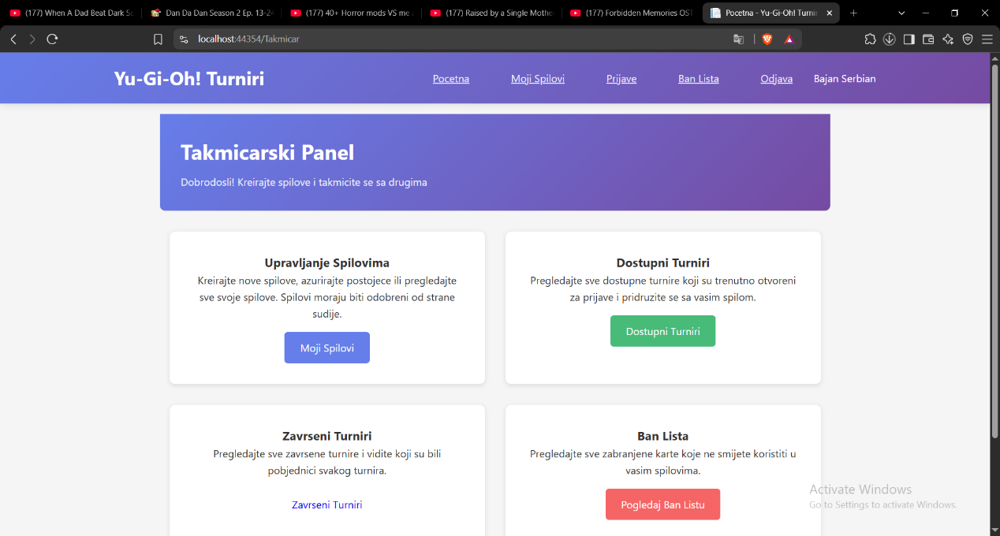 (177) When A Dad Beat Dark So
Dan Da Dan Season 2 Ep. 13-24
(177) 40+ Horror mods VS me a
(177) Raised by a Single Mothe
(177) Forbidden Memories OST
Pocetna - Yu-Gi-Oh! Turnir
localhost:44354/Takmicar
Yu-Gi-Oh! Turniri
Pocetna
Moji Spilovi
Prijave
Ban Lista
Odjava
Bajan Serbian
Takmicarski Panel
Dobrodosli! Kreirajte spilove i takmicite se sa drugima
Upravljanje Spilovima
Kreirajte nove spilove, azurirajte postojece ili pregledajte
sve svoje spilove. Spilovi moraju biti odobreni od strane
sudije.
Moji Spilovi
Dostupni Turniri
Pregledajte sve dostupne turnire koji su trenutno otvoreni
za prijave i pridruzite se sa vasim spilom.
Dostupni Turniri
Zavrseni Turniri
Pregledajte sve zavrsene turnire i vidite koji su bili
pobjednici svakog turnira.
Zavrseni Turniri
Ban Lista
Pregledajte sve zabranjene karte koje ne smijete koristiti u
vasim spilovima.
Pogledaj Ban Listu
Activate Windows
Go to Settings to activate Windows.